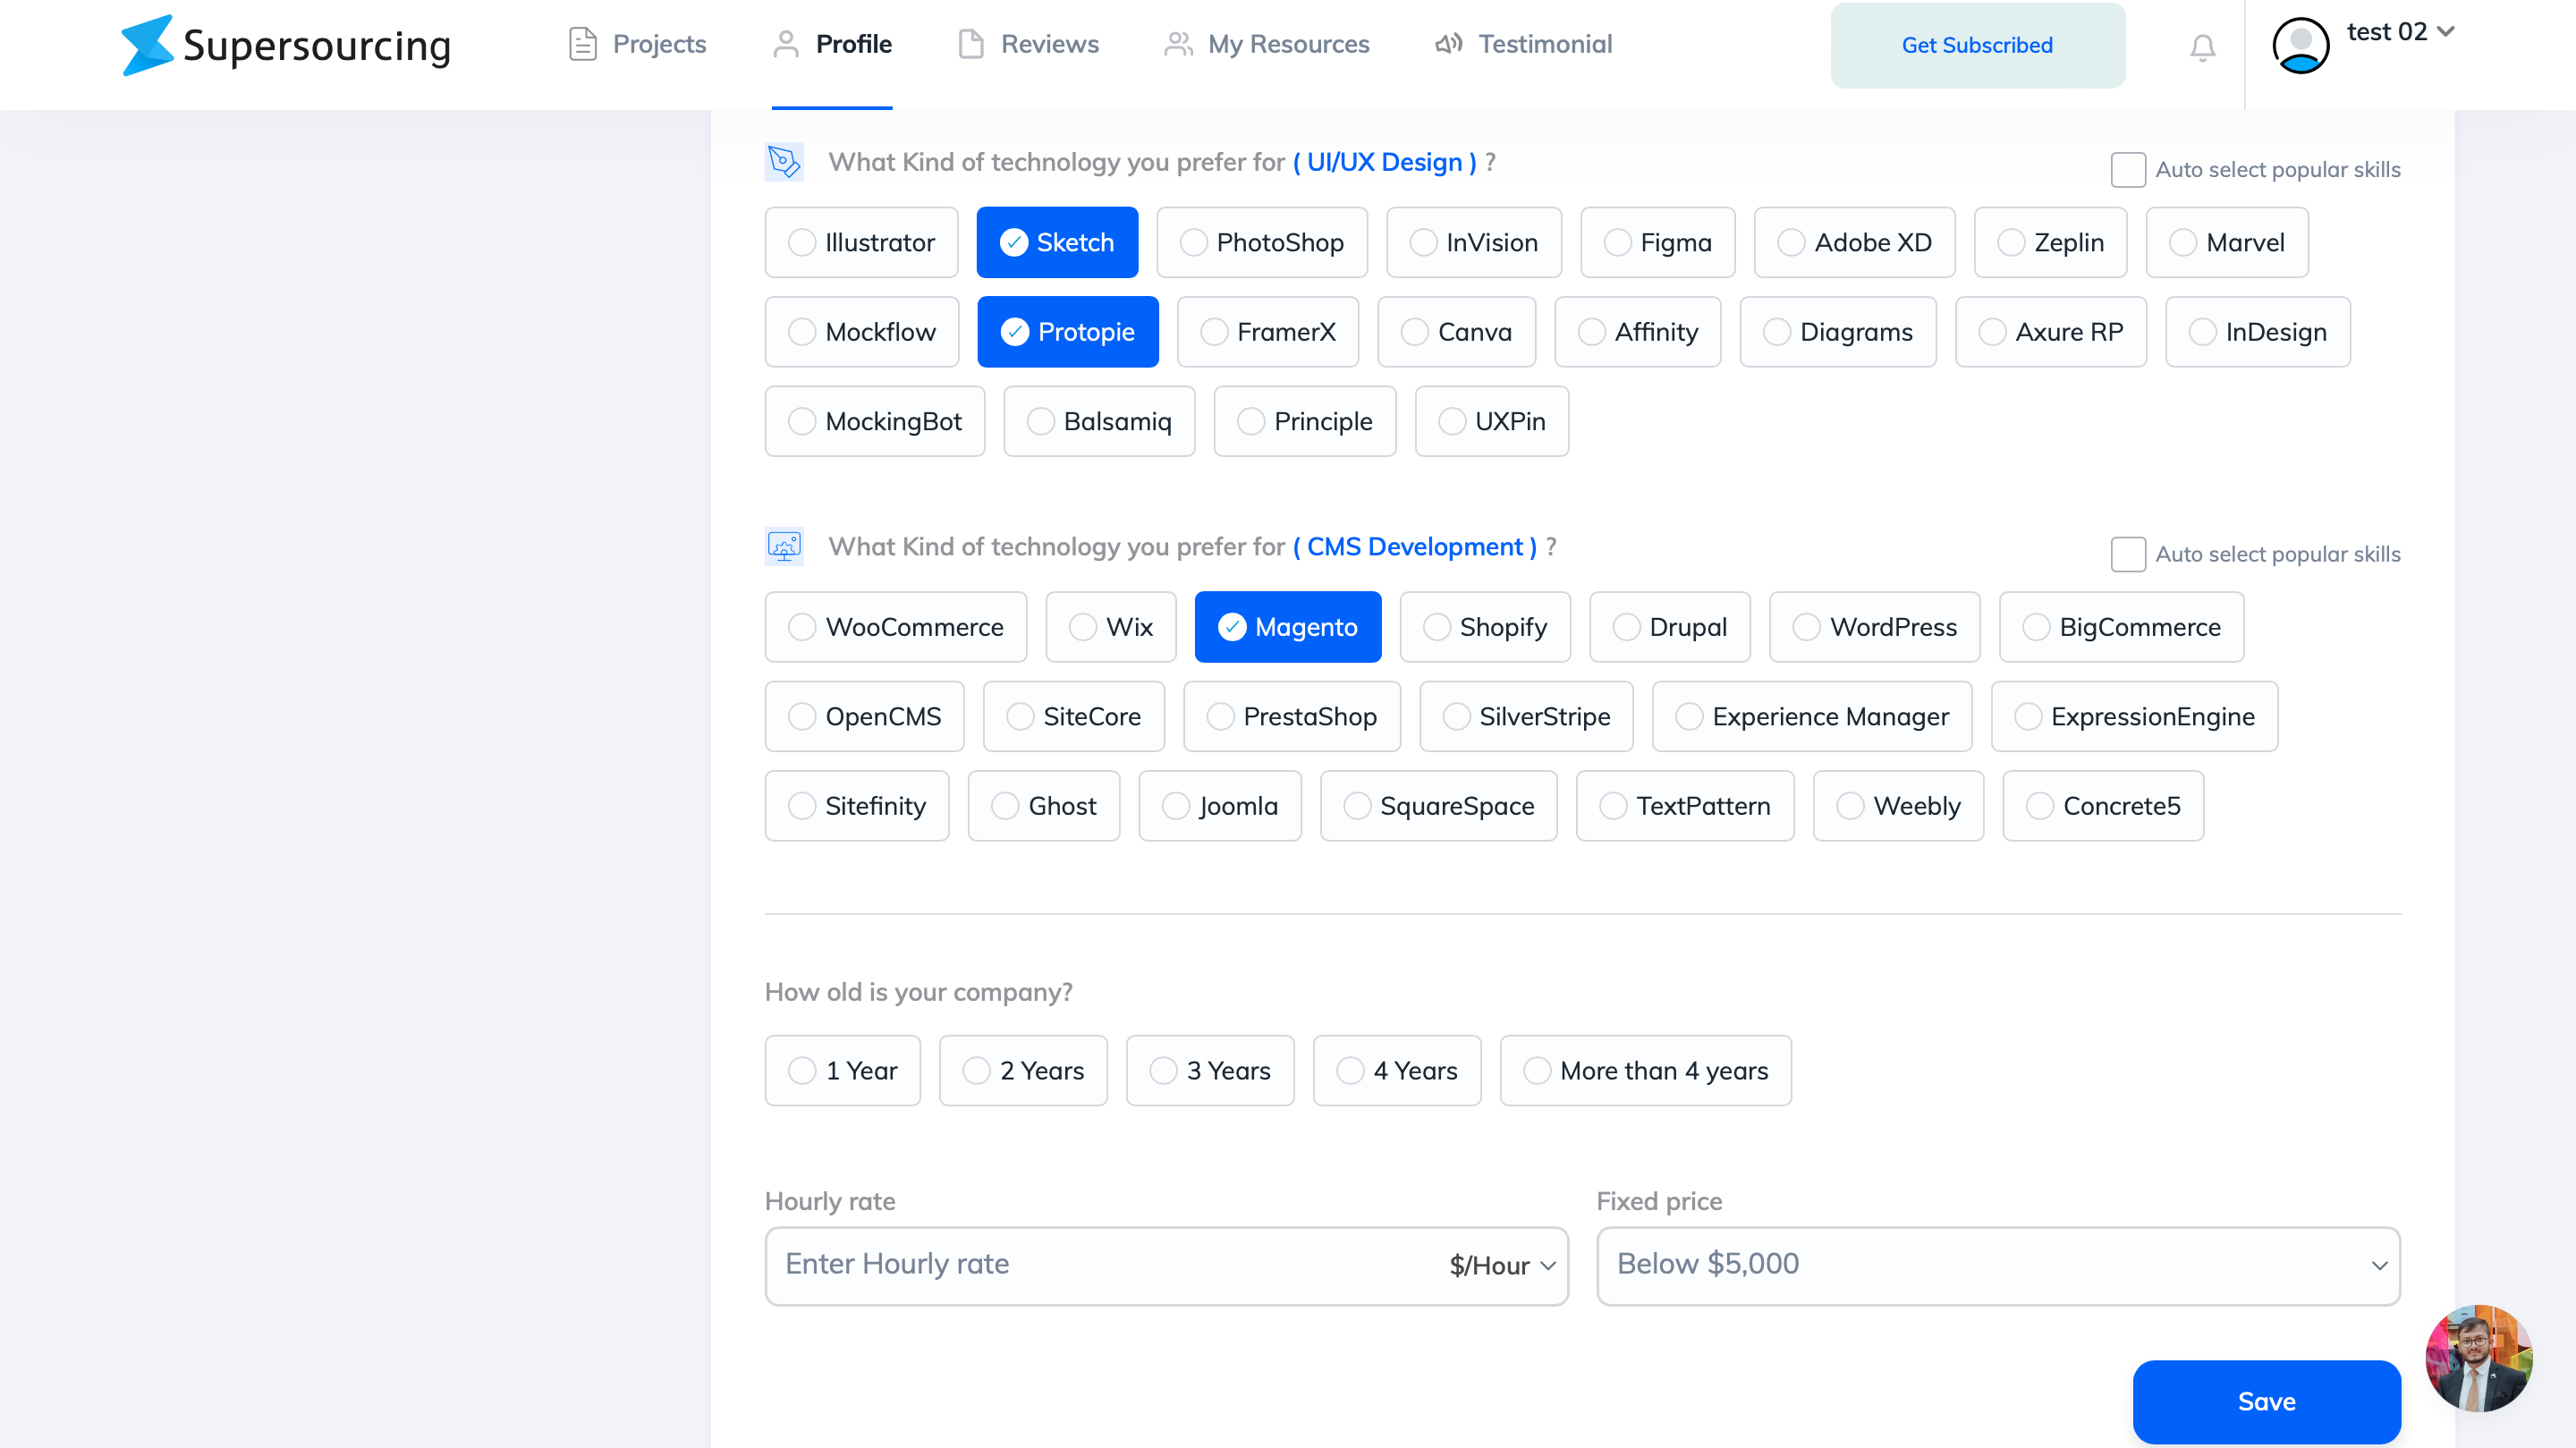 Supersourcing Projects Profile Reviews My Resources Testimonial Get Subscribed test 02
What Kind of technology you prefer for ( UI/UX Design ) ? Auto select popular skills
Illustrator Sketch PhotoShop InVision Figma Adobe XD Zeplin Marvel
Mockflow Protopie FramerX Canva Affinity Diagrams Axure RP InDesign
MockingBot Balsamiq Principle UXPin
What Kind of technology you prefer for ( CMS Development ) ? Auto select popular skills
WooCommerce Wix Magento Shopify Drupal WordPress BigCommerce
OpenCMS SiteCore PrestaShop SilverStripe Experience Manager ExpressionEngine
Sitefinity Ghost Joomla SquareSpace TextPattern Weebly Concrete5
How old is your company?
1 Year 2 Years 3 Years 4 Years More than 4 years
Hourly rate Fixed price
Enter Hourly rate $/Hour Below $5,000
Save